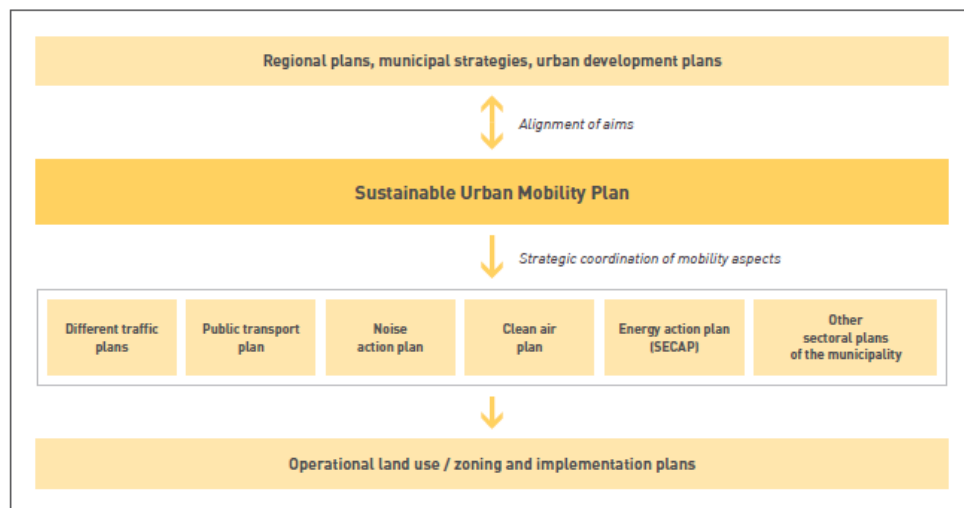 Regional plans, municipal strategies, urban development plans
Alignment of aims
Sustainable Urban Mobility Plan
Strategic coordination of mobility aspects
Different traffic
plans
Public transport
plan
Noise
action plan
Clean air
plan
Energy action plan
(SECAP)
Other
sectoral plans
of the municipality
Operational land use / zoning and implementation plans